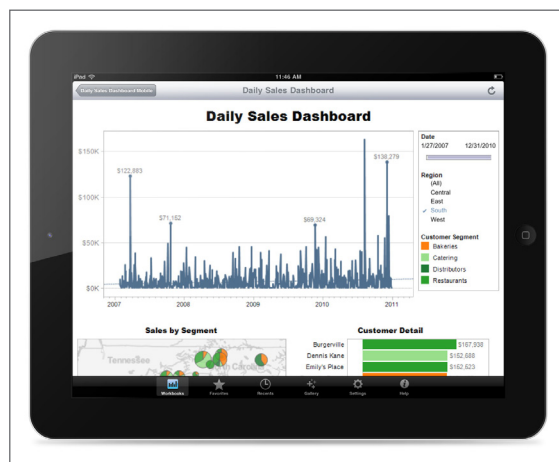 iPad
11:46 AM
Daily Sales Dashboard Mobile
Daily Sales Dashboard
Daily Sales Dashboard
$150K
$100K
$50K
$0K
$122,883
$71,152
$69,324
$138,279
2007
2008
2009
2010
2011
Date
1/27/2007 12/31/2010
Region
(All)
Central
East
✓ South
West
Customer Segment
Bakeries
Catering
Distributors
Restaurants
Sales by Segment
Tennessee
Customer Detail
Burgerville $167,938
Dennis Kane
Emily's Place $162,623
Workbooks
Favorites
Recents
Gallery
Settings
Help